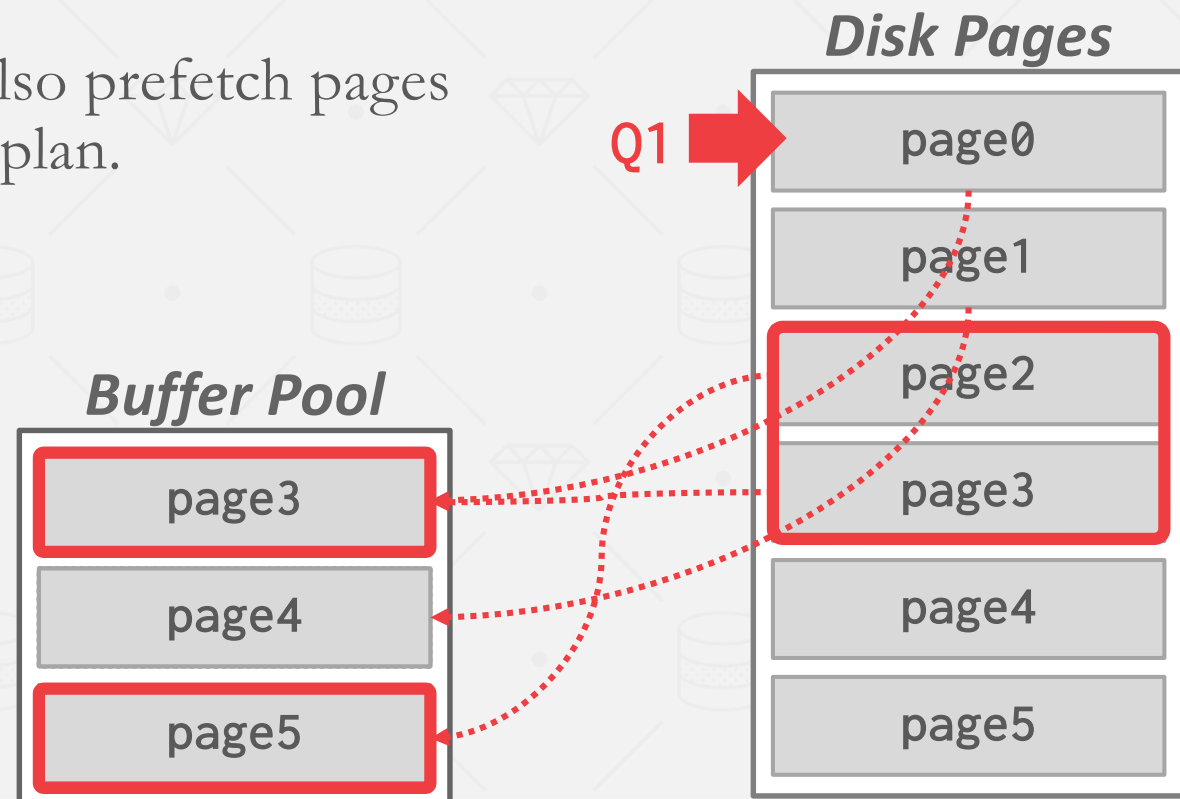 lso prefetch pages
plan.
Disk Pages
Q1
page0
page1
page2
page3
page4
page5
Buffer Pool
page3
page4
page5